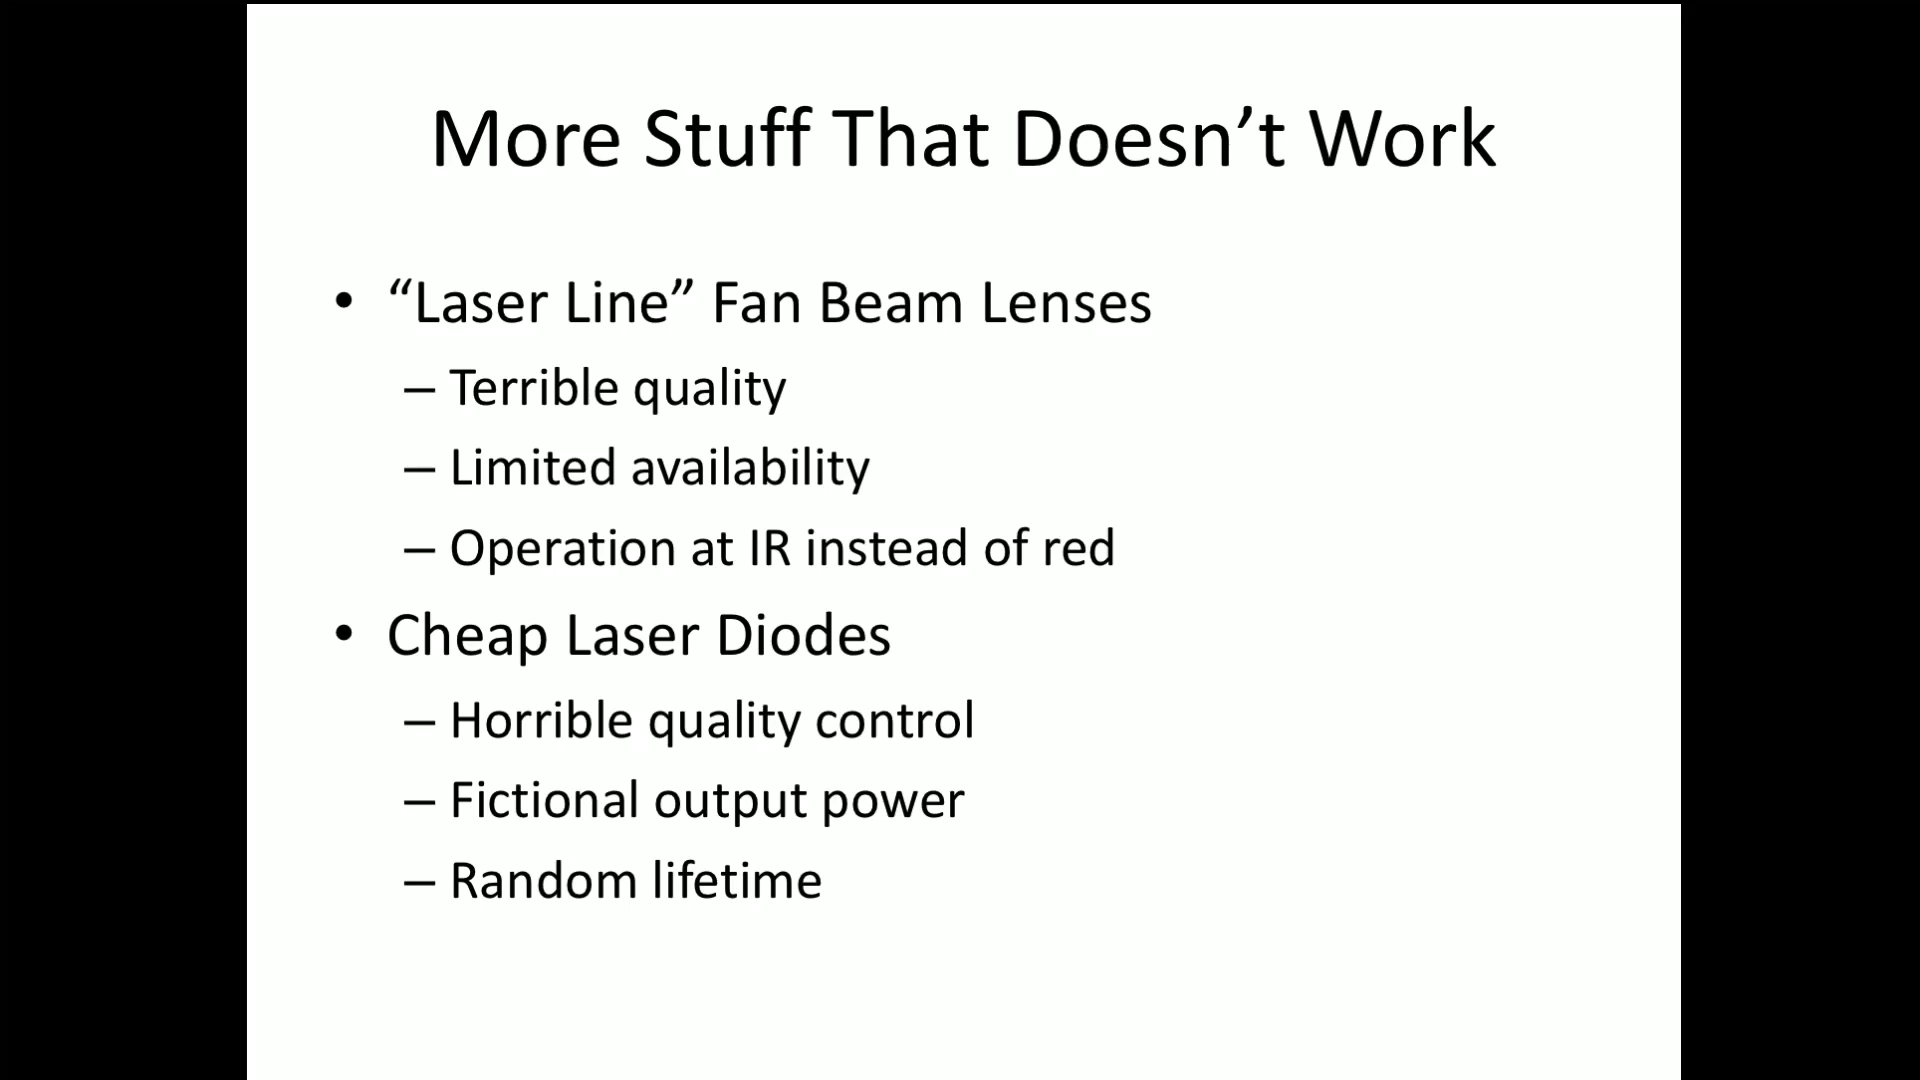 More Stuff That Doesn’t Work
• “Laser Line” Fan Beam Lenses
– Terrible quality
– Limited availability
– Operation at IR instead of red
• Cheap Laser Diodes
– Horrible quality control
– Fictional output power
– Random lifetime